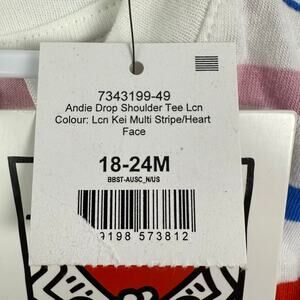 7343199-49
Andie Drop Shoulder Tee Lcn
Colour: Lcn Kei Multi Stripe/Heart
Face
18-24M
BBST-AUSC_N/US
9198 573812